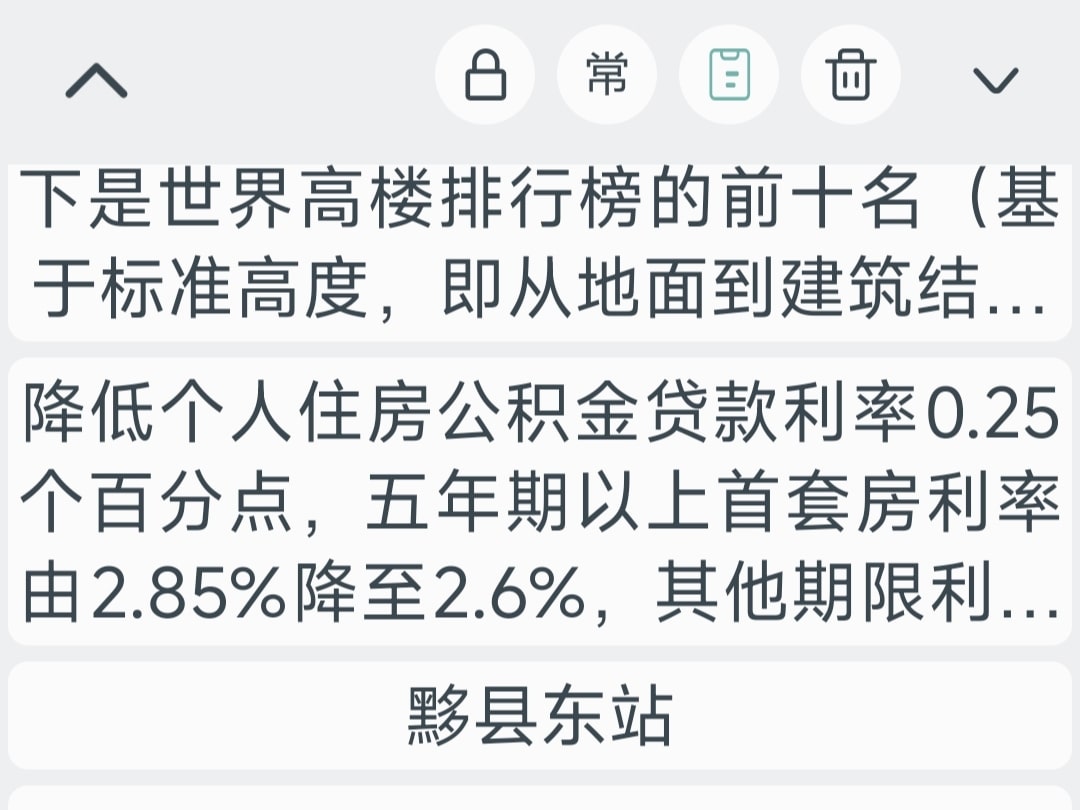 常
下是世界高楼排行榜的前十名（基
于标准高度，即从地面到建筑结…
降低个人住房公积金贷款利率0.25
个百分点，五年期以上首套房利率
由2.85%降至2.6%，其他期限利…
黟县东站